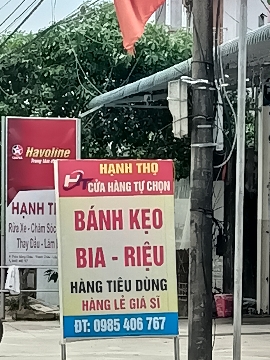 Havoline
HẠNH T
Rửa Xe - Chăm Sóc
Thay Dầu - Làm
HẠNH THỌ
HT CỬA HÀNG TỰ CHỌN
BÁNH KẸO
BIA - RIỆU
HÀNG TIÊU DÙNG
HÀNG LẺ GIÁ SỈ
ĐT: 0985 406 767